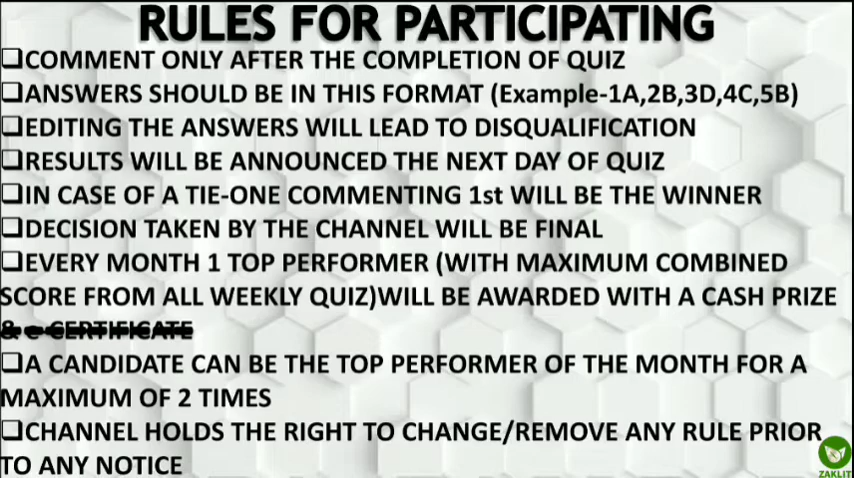 RULES FOR PARTICIPATING
❑COMMENT ONLY AFTER THE COMPLETION OF QUIZ
❑ANSWERS SHOULD BE IN THIS FORMAT (Example-1A,2B,3D,4C,5B)
❑EDITING THE ANSWERS WILL LEAD TO DISQUALIFICATION
❑RESULTS WILL BE ANNOUNCED THE NEXT DAY OF QUIZ
❑IN CASE OF A TIE-ONE COMMENTING 1st WILL BE THE WINNER
❑DECISION TAKEN BY THE CHANNEL WILL BE FINAL
❑EVERY MONTH 1 TOP PERFORMER (WITH MAXIMUM COMBINED
SCORE FROM ALL WEEKLY QUIZ)WILL BE AWARDED WITH A CASH PRIZE
& e-CERTIFICATE
❑A CANDIDATE CAN BE THE TOP PERFORMER OF THE MONTH FOR A
MAXIMUM OF 2 TIMES
❑CHANNEL HOLDS THE RIGHT TO CHANGE/REMOVE ANY RULE PRIOR
TO ANY NOTICE
ZAKLIT